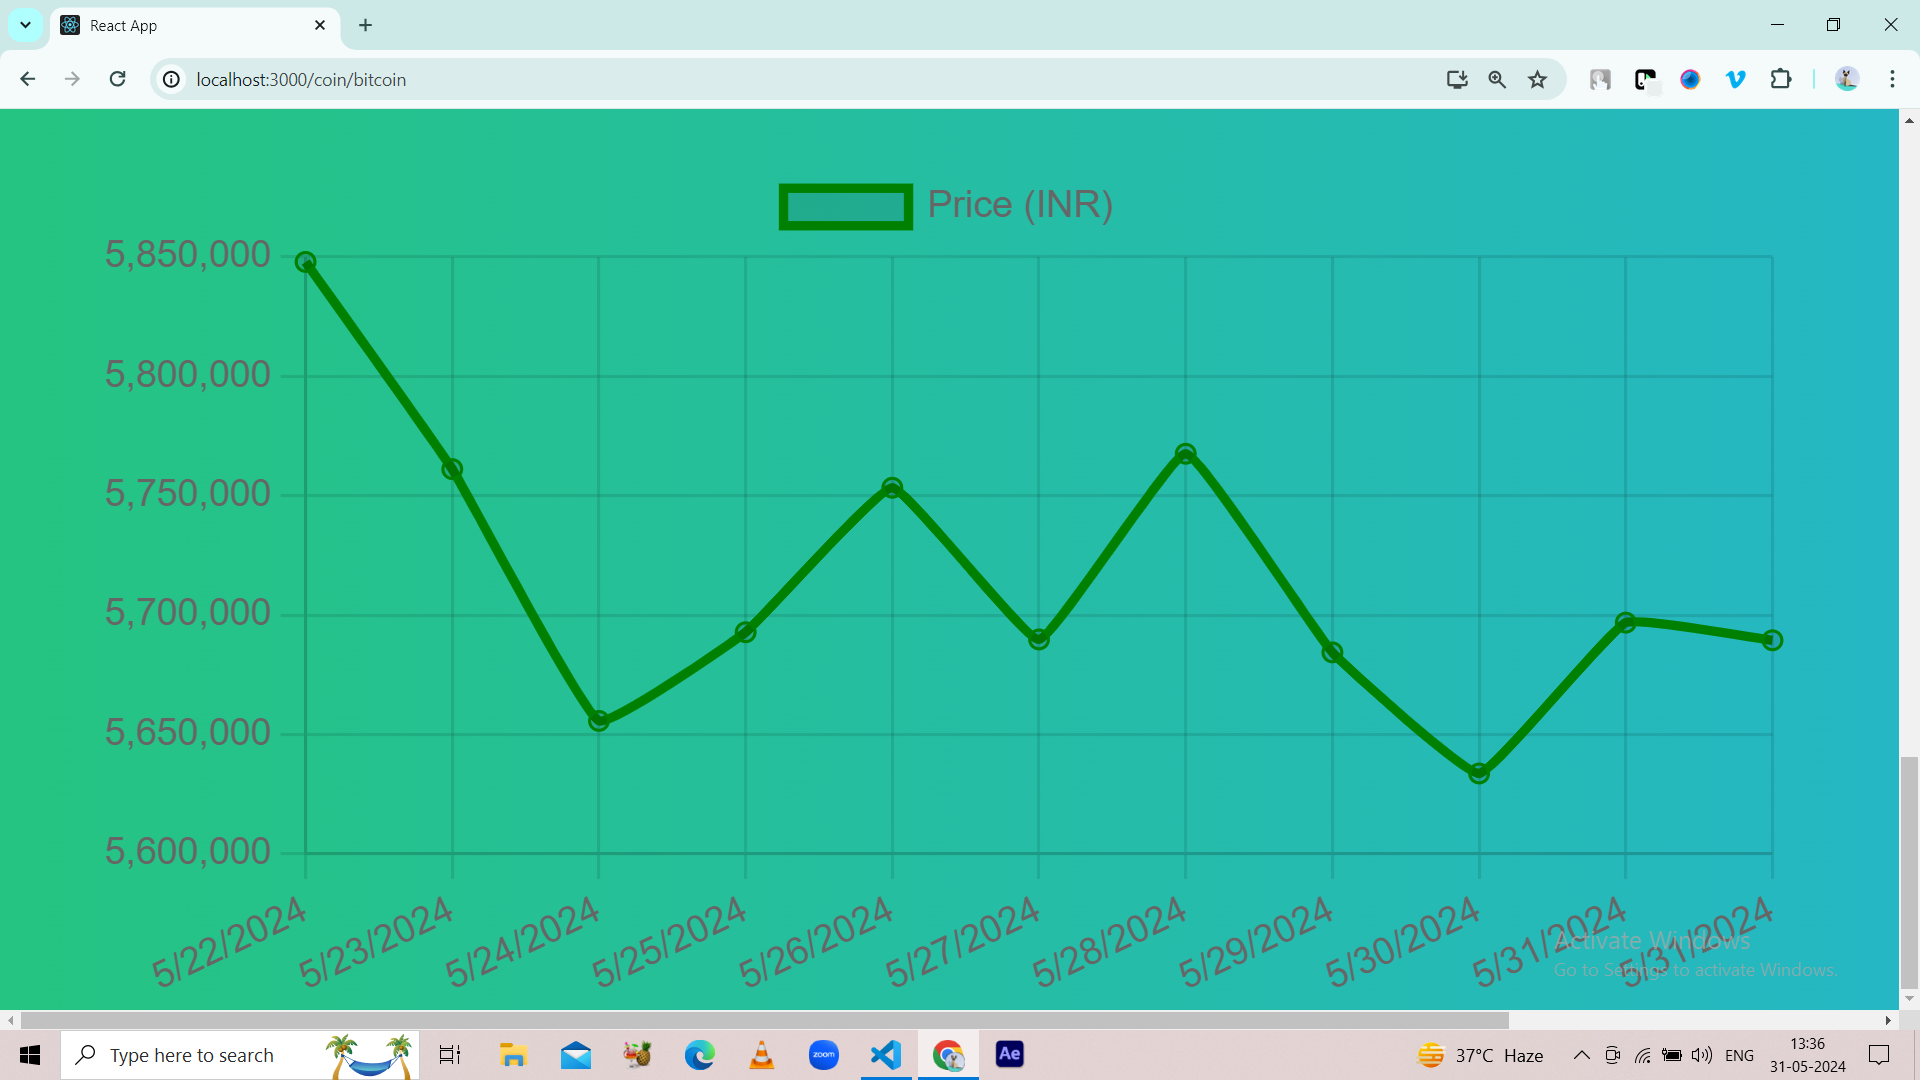 React App
localhost:3000/coin/bitcoin
Price (INR)
5,850,000
5,800,000
5,750,000
5,700,000
5,650,000
5,600,000
5/22/2024
5/23/2024
5/24/2024
5/25/2024
5/26/2024
5/27/2024
5/28/2024
5/29/2024
5/30/2024
5/31/2024
5/31/2024
Activate Windows
Go to Settings to activate Windows.
Type here to search
zoom
Ae
37°C Haze
ENG
13:36
31-05-2024